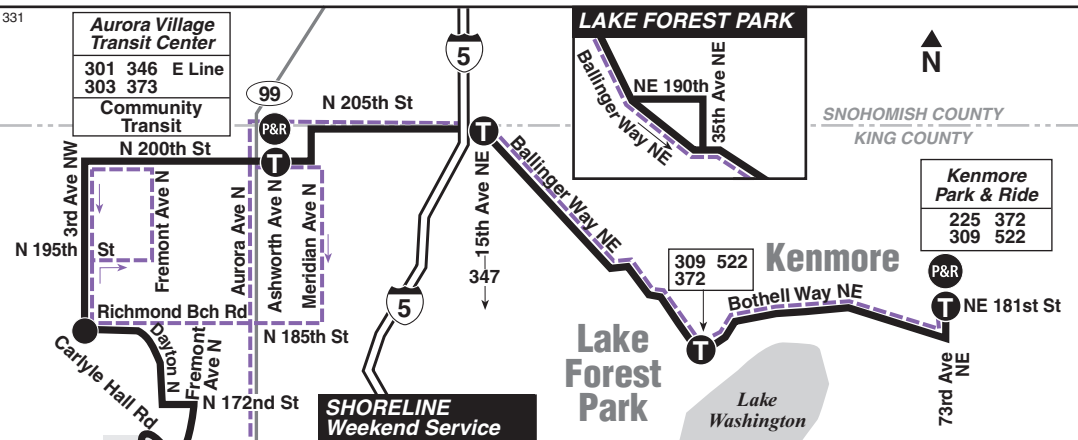 331
Aurora Village
Transit Center
301 346 E Line
303 373
Community
Transit
99
P&R
T
N 205th St
N 200th St
3rd Ave NW
N 195th St
Fremont Ave N
Aurora Ave N
Ashworth Ave N
Meridian Ave N
Richmond Bch Rd
N 185th St
Carlyle Hall Rd
Dayton N
Fremont
Ave N
N 172nd St
5
5
T
15th Ave NE
347
SHORELINE
Weekend Service
Ballinger Way NE
LAKE FOREST PARK
NE 190th
35th Ave NE
Ballinger Way NE
N
SNOHOMISH COUNTY
KING COUNTY
309 522
372
T
Kenmore
Bothell Way NE
Lake
Forest
Park
Lake
Washington
Kenmore
Park & Ride
225 372
309 522
P&R
T
NE 181st St
73rd Ave
NE